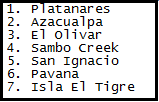 1. Platanares
2. Azacualpa
3. El Olivar
4. Sambo Creek
5. San Ignacio
6. Pavana
7. Isla El Tigre